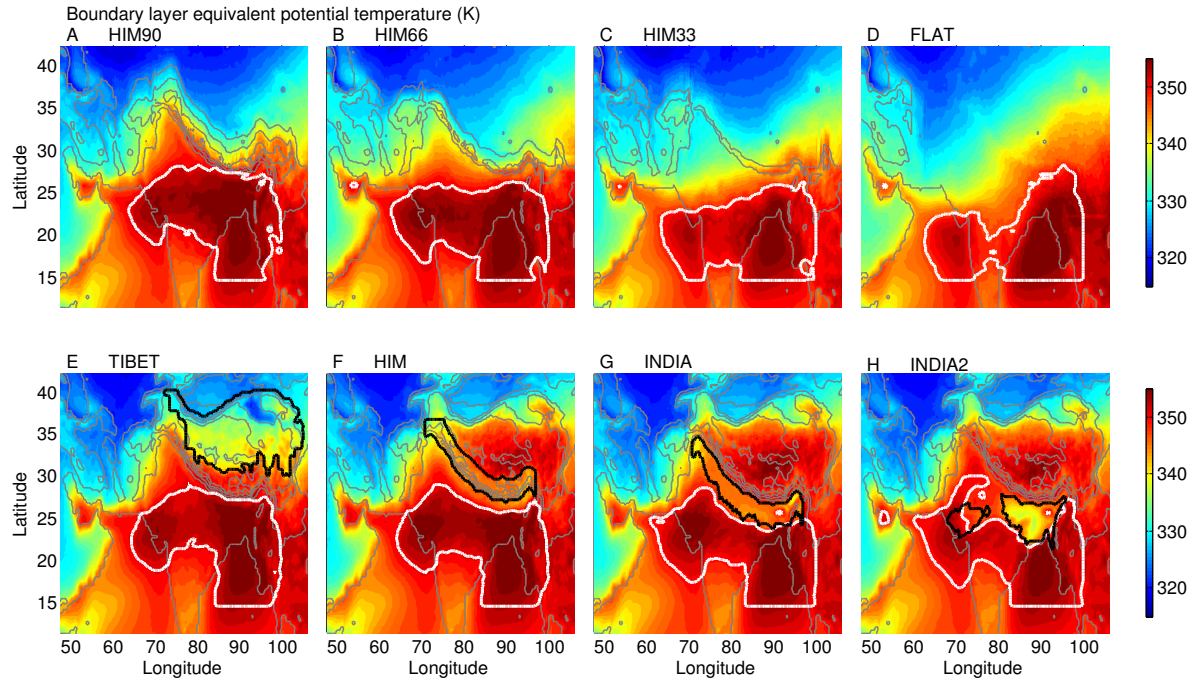 Boundary layer equivalent potential temperature (K)
A HIM90
B HIM66
C HIM33
D FLAT
Latitude
40
35
30
25
20
15
350
340
330
320
E TIBET
F HIM
G INDIA
H INDIA2
Latitude
40
35
30
25
20
15
350
340
330
320
50 60 70 80 90 100
50 60 70 80 90 100
50 60 70 80 90 100
50 60 70 80 90 100
Longitude
Longitude
Longitude
Longitude